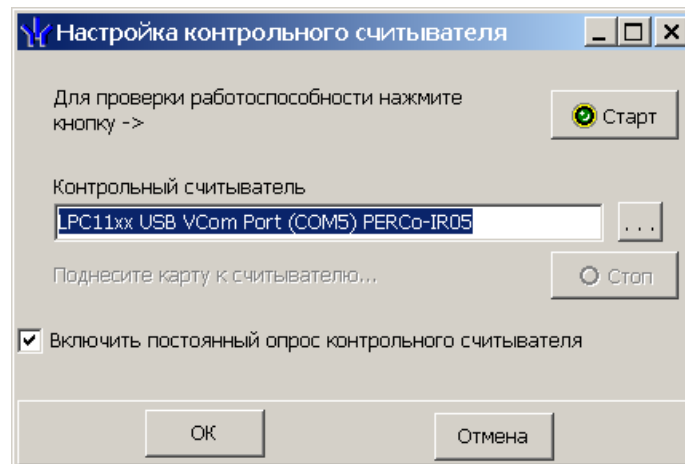 Настройка контрольного считывателя
Для проверки работоспособности нажмите
кнопку ->
Старт
Контрольный считыватель
LPC11xx USB VCom Port (COM5) PERCo-IR05
...
Поднесите карту к считывателю...
Стоп
Включить постоянный опрос контрольного считывателя
ОК
Отмена